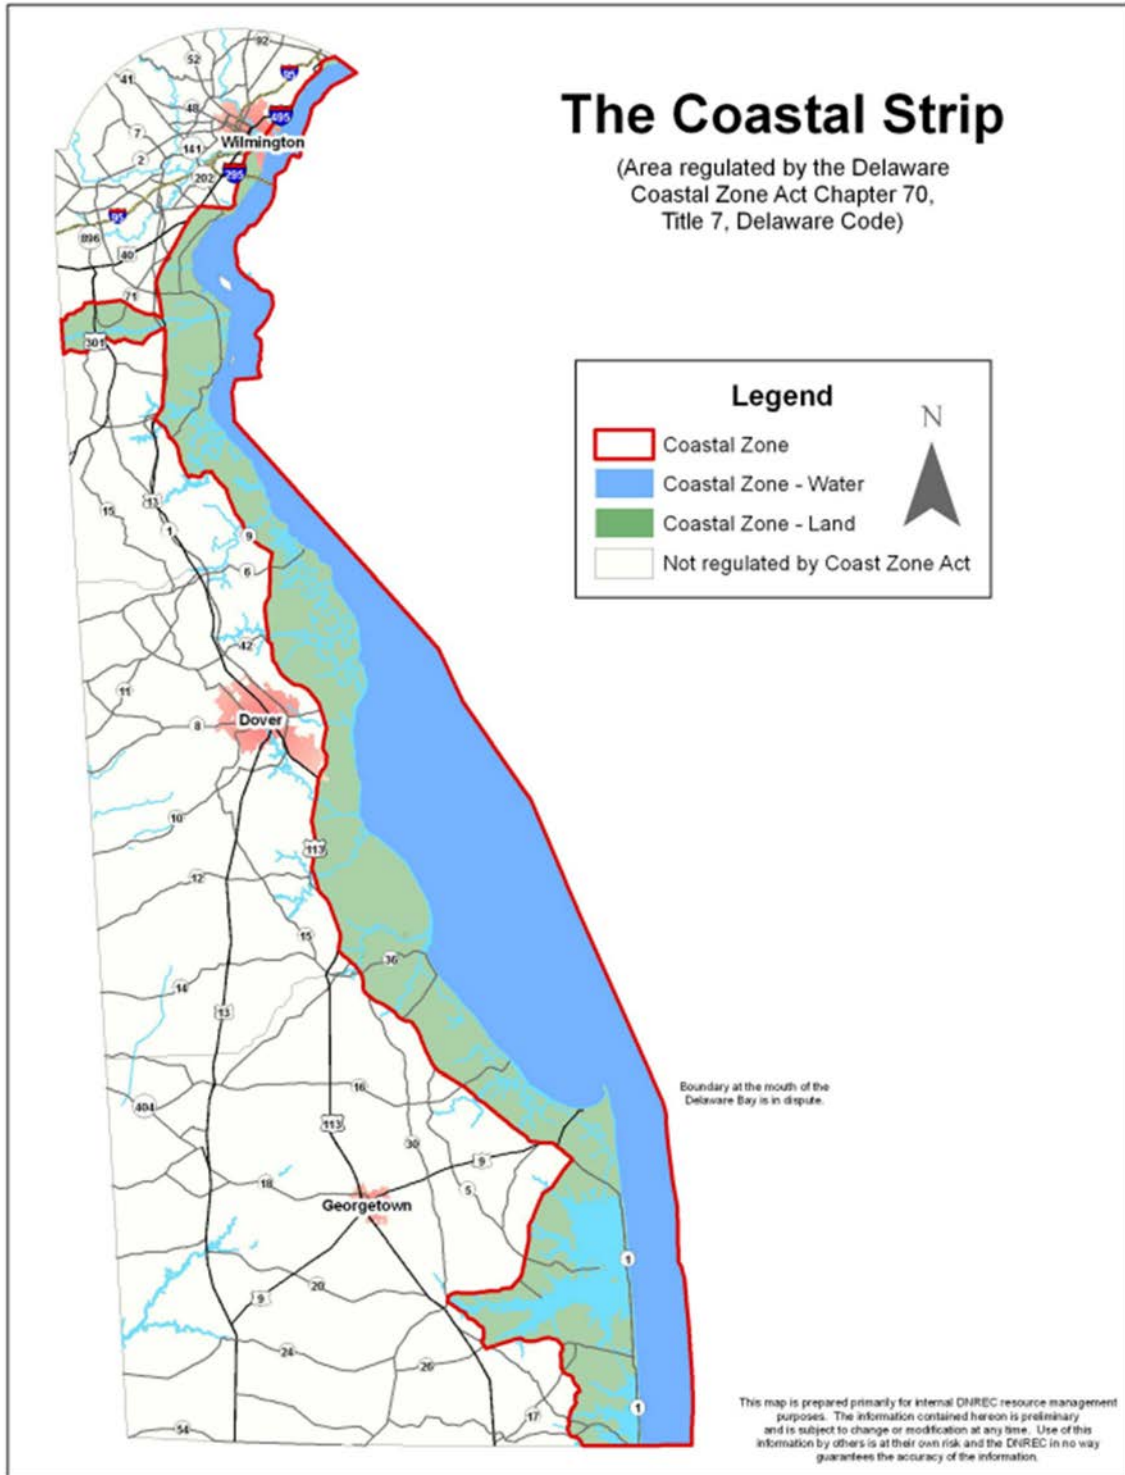 The Coastal Strip
(Area regulated by the Delaware
Coastal Zone Act Chapter 70,
Title 7, Delaware Code)
Legend
N
Coastal Zone
Coastal Zone - Water
Coastal Zone - Land
Not regulated by Coast Zone Act
92
52
95
41
48
495
7
Wilmington
141
2
202
295
95
896
40
71
301
13
15
1
9
6
42
11
8
Dover
10
113
12
15
36
14
13
Boundary at the mouth of the
Delaware Bay is in dispute.
16
404
113
30
9
18
5
Georgetown
1
20
9
24
26
1
17
54
This map is prepared primarily for internal DNREC resource management
purposes. The information contained hereon is preliminary
and is subject to change or modification at any time. Use of this
information by others is at their own risk and the DNREC in no way
guarantees the accuracy of the information.